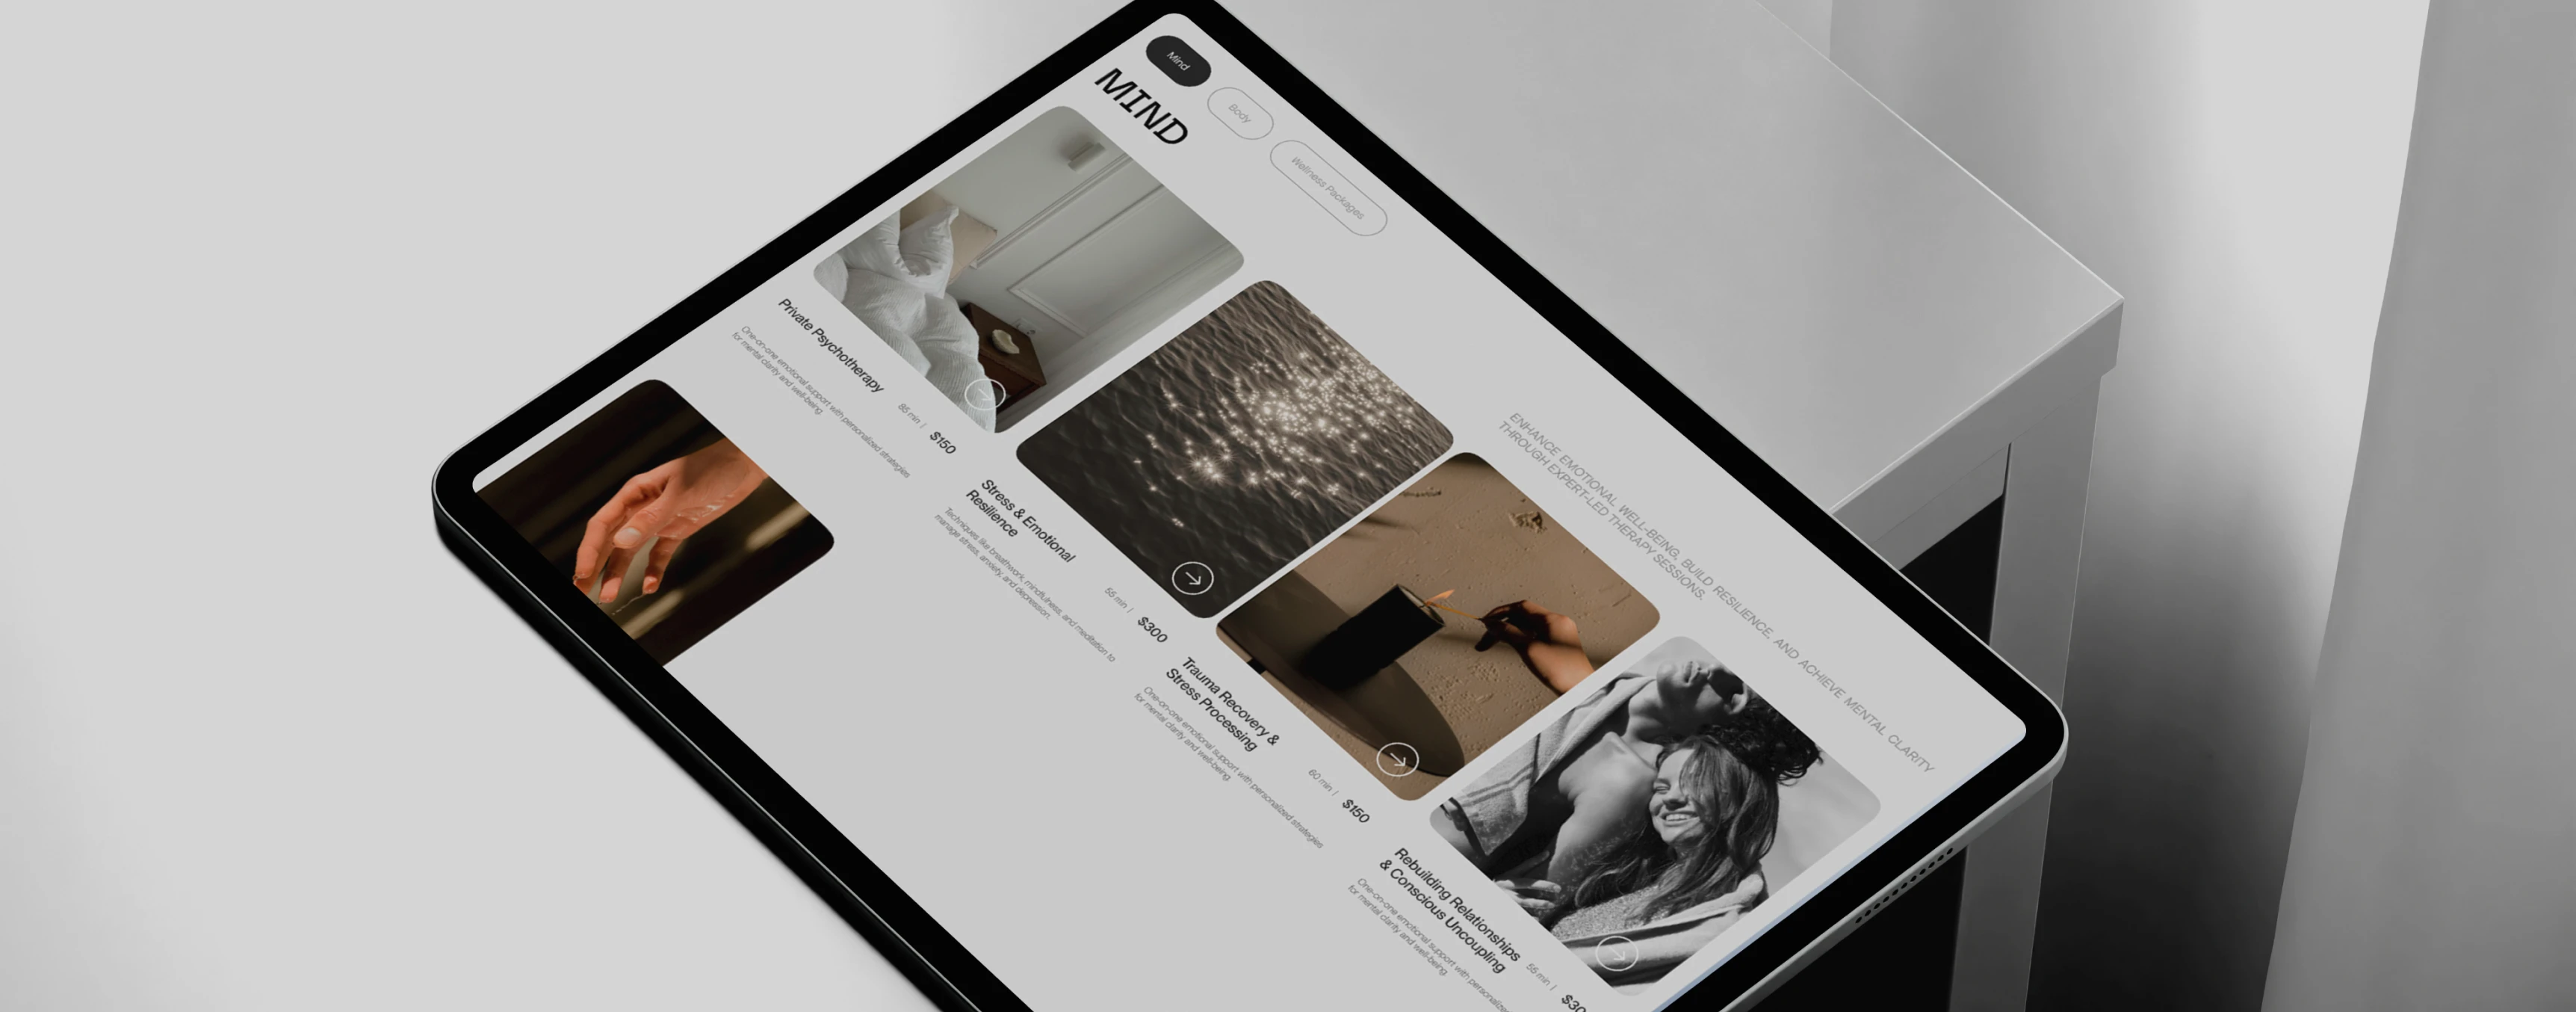 Mind
Body
Wellness Packages
MIND
ENHANCE EMOTIONAL WELL-BEING, BUILD RESILIENCE, AND ACHIEVE MENTAL CLARITY
THROUGH EXPERT-LED THERAPY SESSIONS.
Private Psychotherapy
85 min | $150
One-on-one emotional support with personalized strategies
for mental clarity and well-being.
Stress & Emotional
Resilience
55 min | $300
Techniques like breathwork, mindfulness, and meditation to
manage stress, anxiety, and depression.
Trauma Recovery &
Stress Processing
60 min | $150
One-on-one emotional support with personalized strategies
for mental clarity and well-being.
Rebuilding Relationships
& Conscious Uncoupling
55 min | $30
One-on-one emotional support with personalize
for mental clarity and well-being.